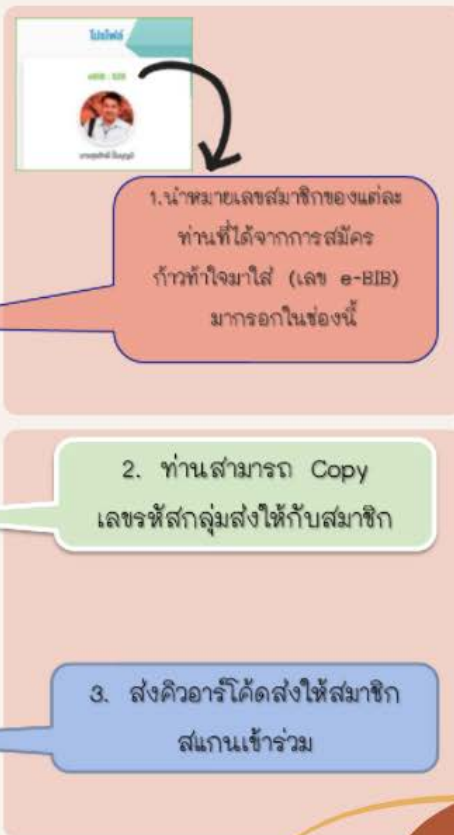 โปรไฟล์
1.นำหมายเลขสมาชิกของแต่ละ
ท่านที่ได้จากการสมัคร
ก้าวท้าใจมาใส่ (เลข e-BIB)
มากรอกในช่องนี้
2. ท่านสามารถ Copy
เลขรหัสกลุ่มส่งให้กับสมาชิก
3. ส่งคิวอาร์โค้ดส่งให้สมาชิก
สแกนเข้าร่วม